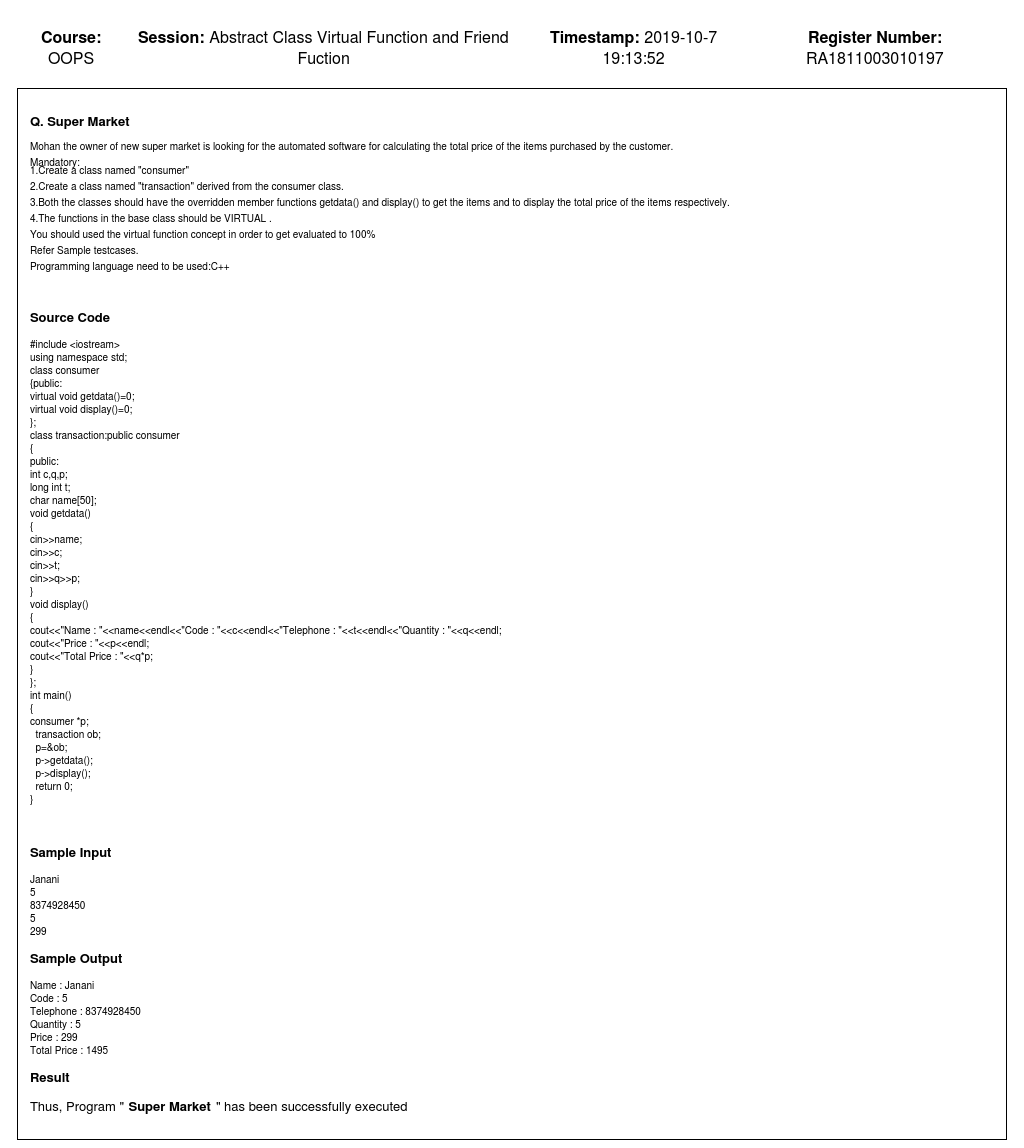 Course: OOPS
Session: Abstract Class Virtual Function and Friend Fuction
Timestamp: 2019-10-7 19:13:52
Register Number: RA1811003010197
Q. Super Market
Mohan the owner of new super market is looking for the automated software for calculating the total price of the items purchased by the customer.
Mandatory:
1.Create a class named "consumer"
2.Create a class named "transaction" derived from the consumer class.
3.Both the classes should have the overridden member functions getdata() and display() to get the items and to display the total price of the items respectively.
4.The functions in the base class should be VIRTUAL .
You should used the virtual function concept in order to get evaluated to 100%
Refer Sample testcases.
Programming language need to be used:C++
Source Code
#include <iostream>
using namespace std;
class consumer
{public:
virtual void getdata()=0;
virtual void display()=0;
};
class transaction:public consumer
{
public:
int c,q,p;
long int t;
char name[50];
void getdata()
{
cin>>name;
cin>>c;
cin>>t;
cin>>q>>p;
}
void display()
{
cout<<"Name : "<<name<<endl<<"Code : "<<c<<endl<<"Telephone : "<<t<<endl<<"Quantity : "<<q<<endl;
cout<<"Price : "<<p<<endl;
cout<<"Total Price : "<<q*p;
}
};
int main()
{
consumer *p;
transaction ob;
p=&ob;
p->getdata();
p->display();
return 0;
}
Sample Input
Janani
5
8374928450
5
299
Sample Output
Name : Janani
Code : 5
Telephone : 8374928450
Quantity : 5
Price : 299
Total Price : 1495
Result
Thus, Program " Super Market " has been successfully executed